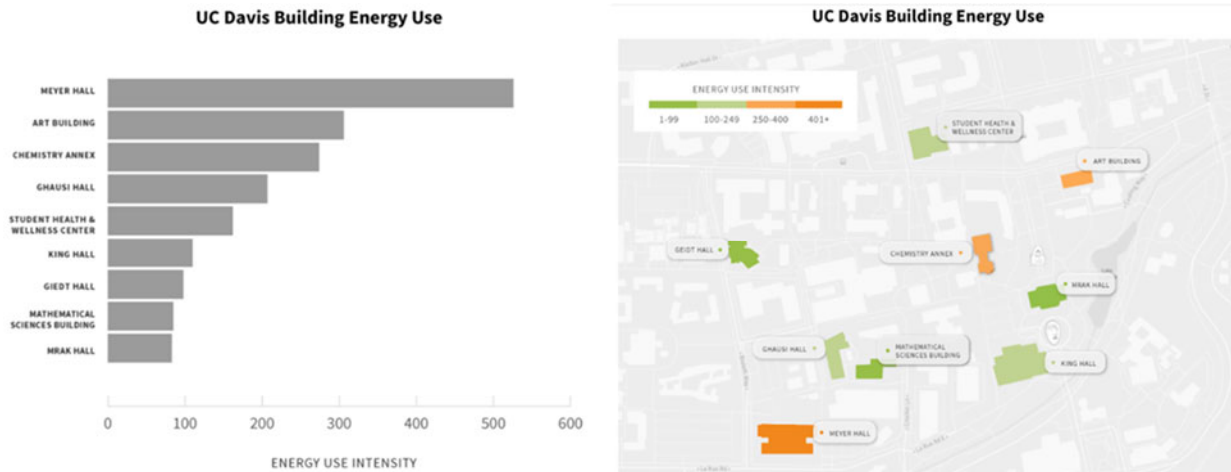 UC Davis Building Energy Use
MEYER HALL
ART BUILDING
CHEMISTRY ANNEX
GHAUSI HALL
STUDENT HEALTH &
WELLNESS CENTER
KING HALL
GIEDT HALL
MATHEMATICAL
SCIENCES BUILDING
MRAK HALL
0 100 200 300 400 500 600
ENERGY USE INTENSITY
UC Davis Building Energy Use
ENERGY USE INTENSITY
1-99 100-249 250-400 401+
STUDENT HEALTH &
WELLNESS CENTER
ART BUILDING
GEIDT HALL
CHEMISTRY ANNEX
MRAK HALL
GHAUSI HALL
MATHEMATICAL
SCIENCES BUILDING
KING HALL
MEYER HALL